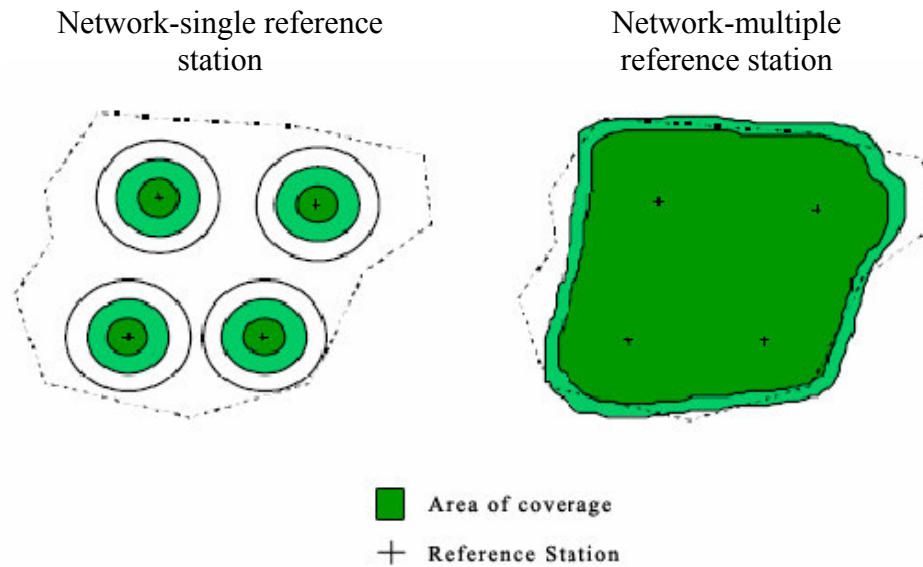 Network-single reference
station
Network-multiple
reference station
Area of coverage
Reference Station